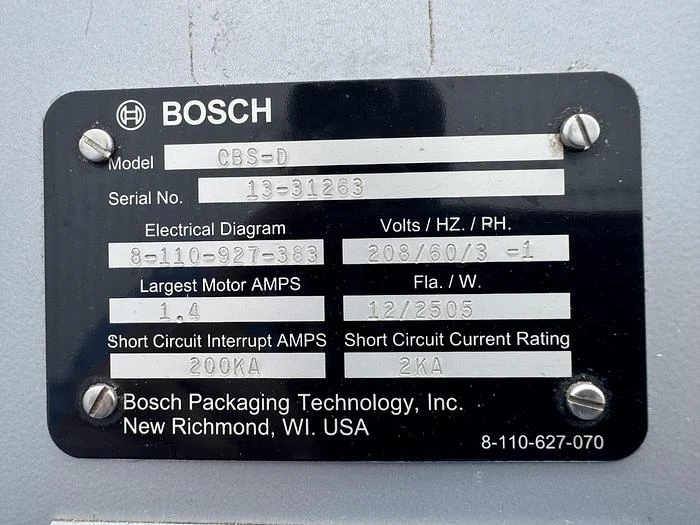 BOSCH
Model CBS-D
Serial No. 13-31263
Electrical Diagram Volts / HZ. / PH.
8-110-927-383 208/60/3 -1
Largest Motor AMPS Fla. / W.
1.4 12/2505
Short Circuit Interrupt AMPS Short Circuit Current Rating
200KA 2KA
Bosch Packaging Technology, Inc.
New Richmond, WI. USA
8-110-627-070